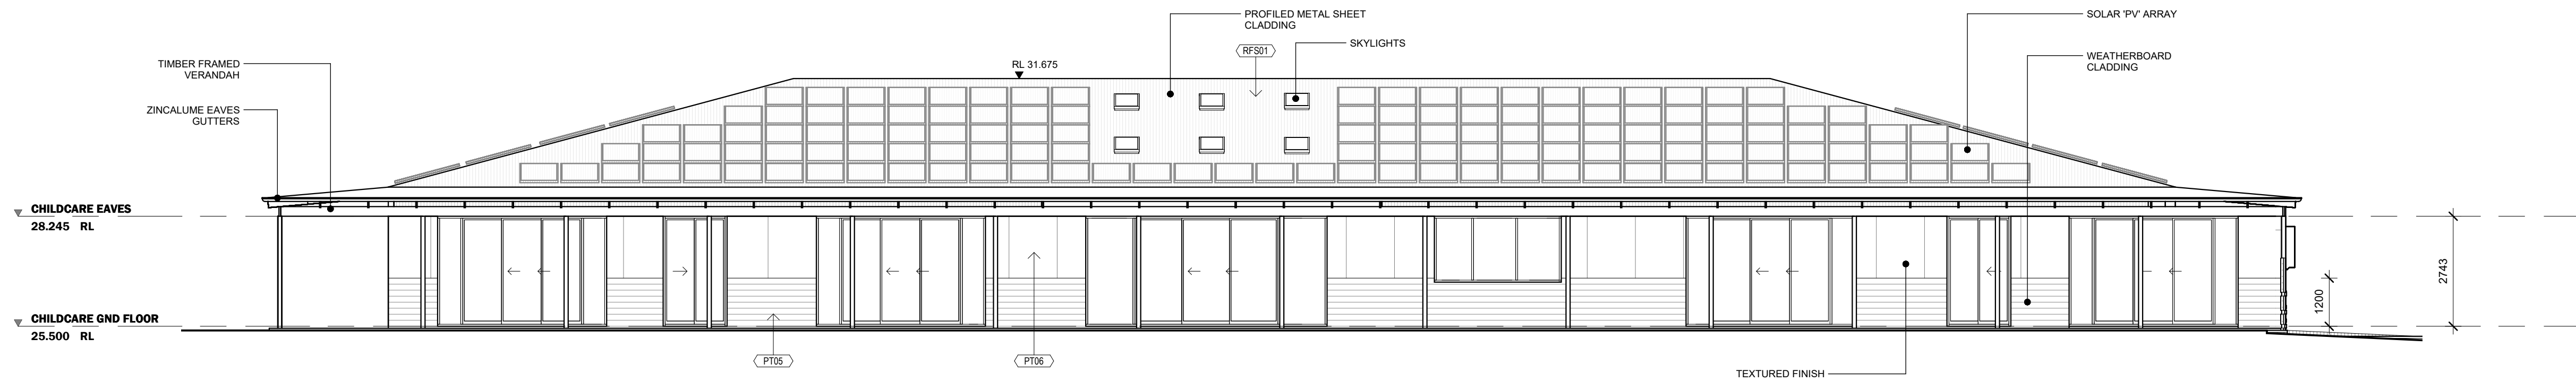 PROFILED METAL SHEET
CLADDING
SOLAR 'PV' ARRAY
SKYLIGHTS
RFS01
WEATHERBOARD
CLADDING
TIMBER FRAMED
VERANDAH
RL 31.675
ZINCALUME EAVES
GUTTERS
CHILDCARE EAVES
28.245 RL
2743
1200
CHILDCARE GND FLOOR
25.500 RL
PT05
PT06
TEXTURED FINISH